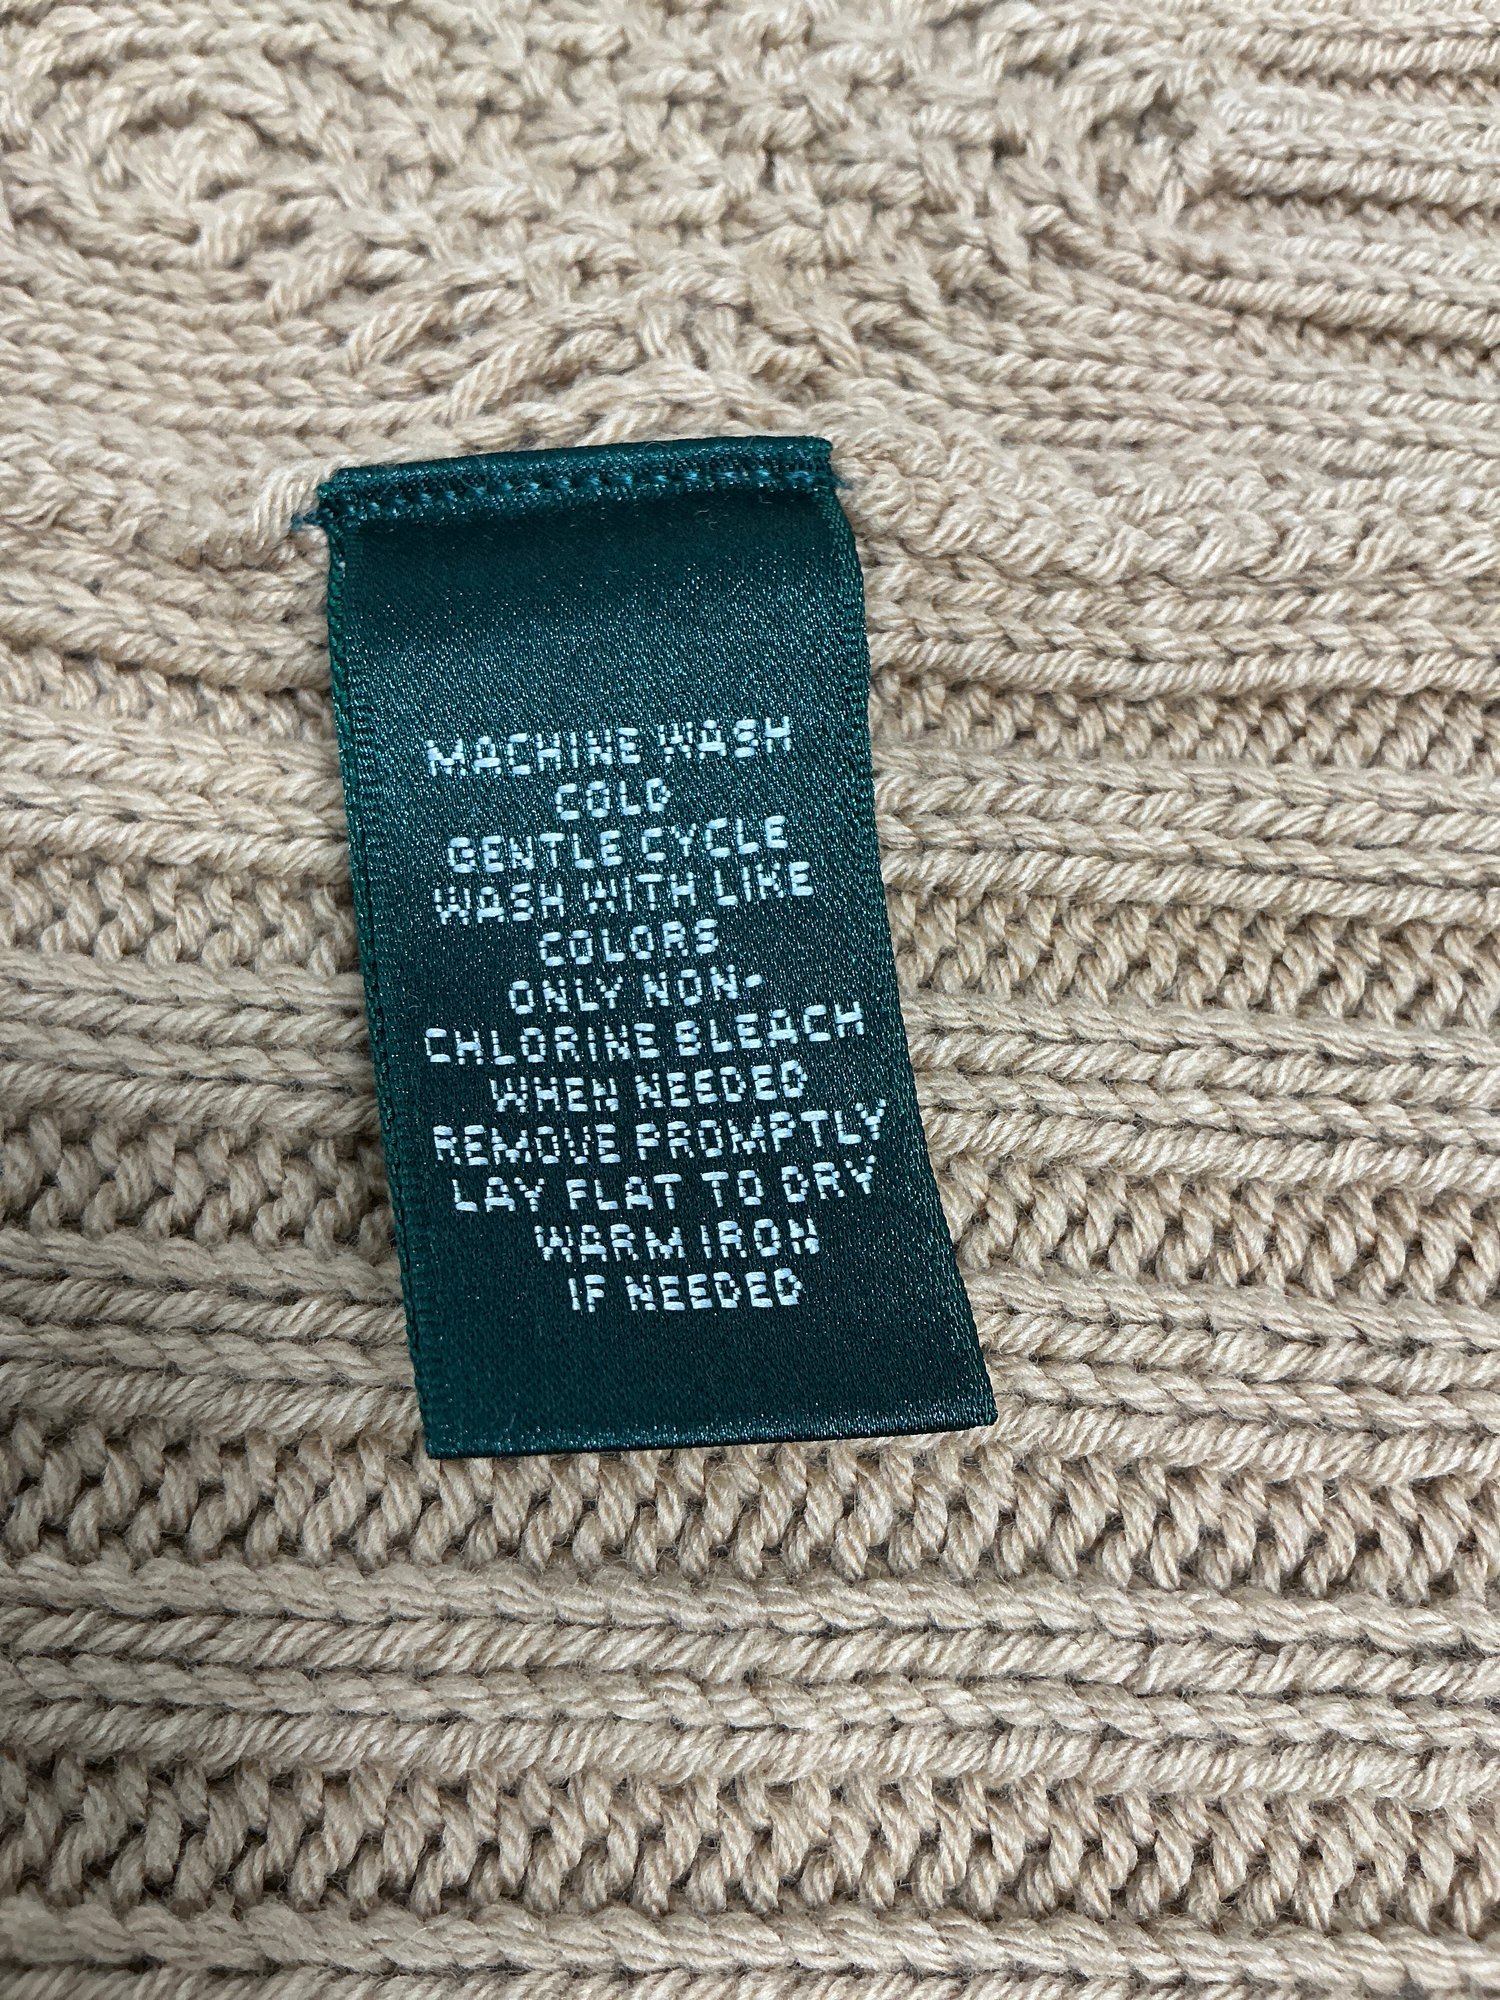 MACHINE WASH
COLD
GENTLE CYCLE
WASH WITH LIKE
COLORS
ONLY NON-
CHLORINE BLEACH
WHEN NEEDED
REMOVE PROMPTLY
LAY FLAT TO DRY
WARM IRON
IF NEEDED